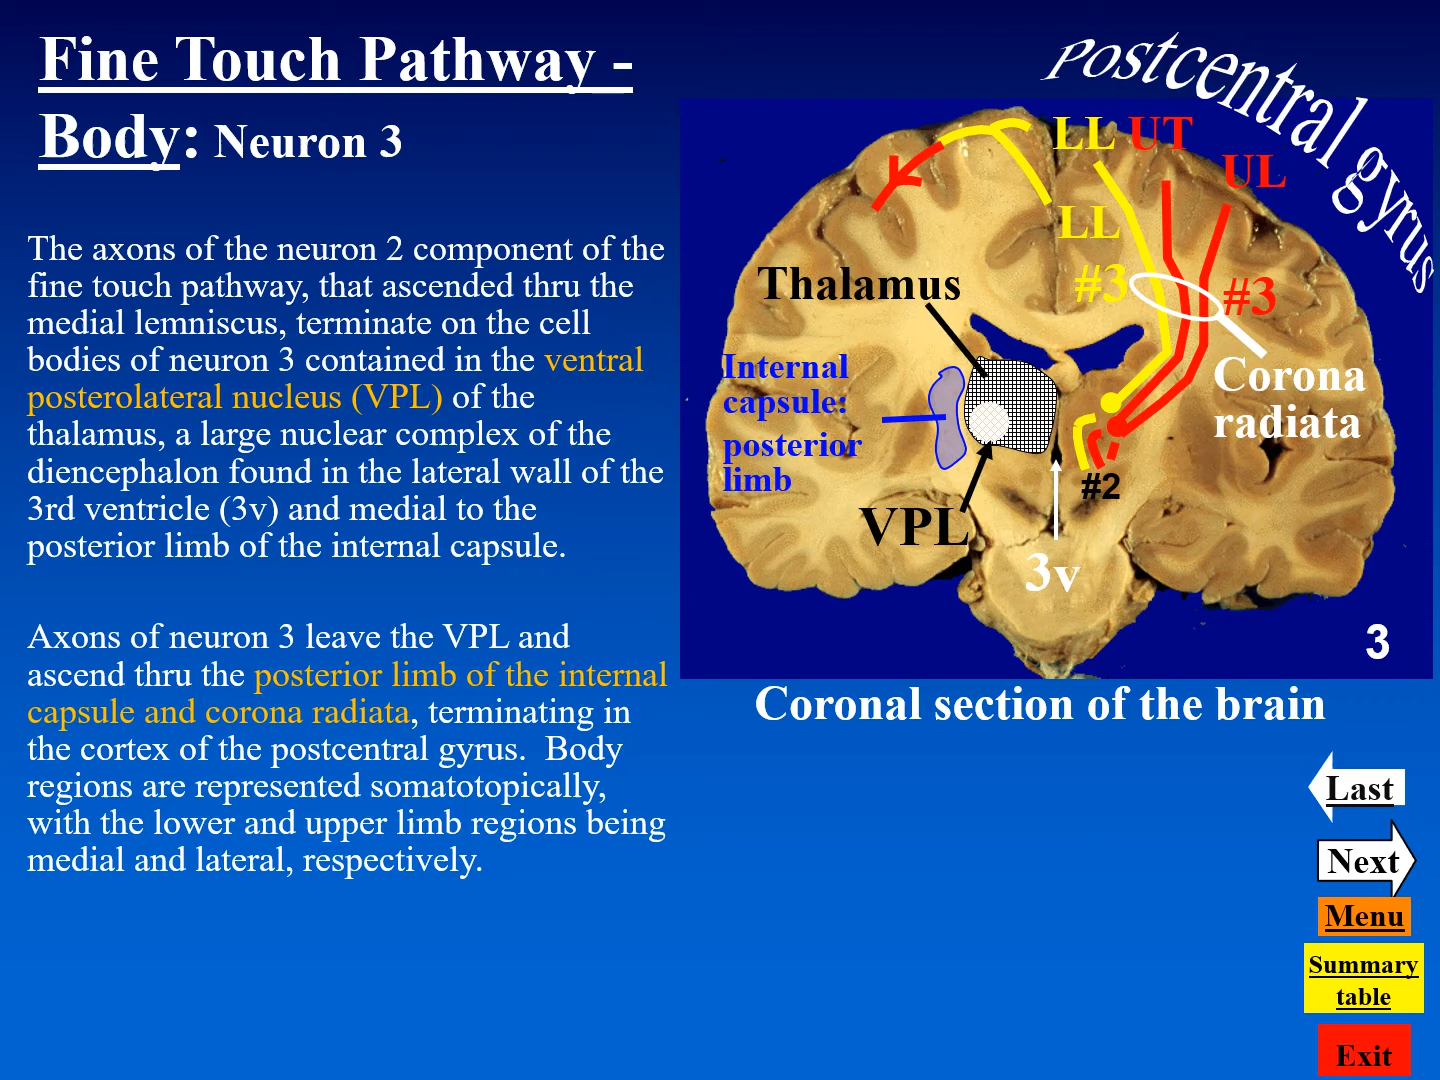 Fine Touch Pathway -
Body: Neuron 3
The axons of the neuron 2 component of the
fine touch pathway, that ascended thru the
medial lemniscus, terminate on the cell
bodies of neuron 3 contained in the ventral
posterolateral nucleus (VPL) of the
thalamus, a large nuclear complex of the
diencephalon found in the lateral wall of the
3rd ventricle (3v) and medial to the
posterior limb of the internal capsule.
Axons of neuron 3 leave the VPL and
ascend thru the posterior limb of the internal
capsule and corona radiata, terminating in
the cortex of the postcentral gyrus.  Body
regions are represented somatotopically,
with the lower and upper limb regions being
medial and lateral, respectively.
Postcentral gyrus
LL UT
UL
LL
#3
#3
Thalamus
Internal
capsule:
posterior
limb
Corona
radiata
#2
VPL
3v
3
Coronal section of the brain
Last
Next
Menu
Summary
table
Exit